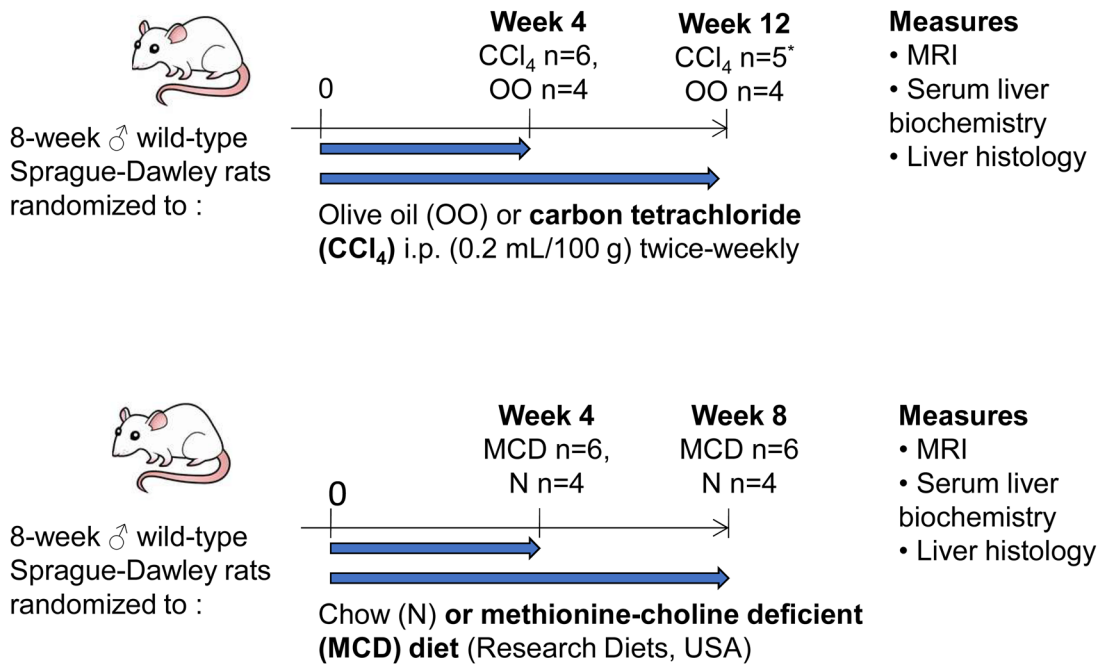 8-week ♂ wild-type
Sprague-Dawley rats
randomized to :
0
Week 4
CCl₄ n=6,
OO n=4
Week 12
CCl₄ n=5*
OO n=4
Olive oil (OO) or carbon tetrachloride
(CCl₄) i.p. (0.2 mL/100 g) twice-weekly
Measures
• MRI
• Serum liver
biochemistry
• Liver histology
8-week ♂ wild-type
Sprague-Dawley rats
randomized to :
0
Week 4
MCD n=6,
N n=4
Week 8
MCD n=6
N n=4
Chow (N) or methionine-choline deficient
(MCD) diet (Research Diets, USA)
Measures
• MRI
• Serum liver
biochemistry
• Liver histology